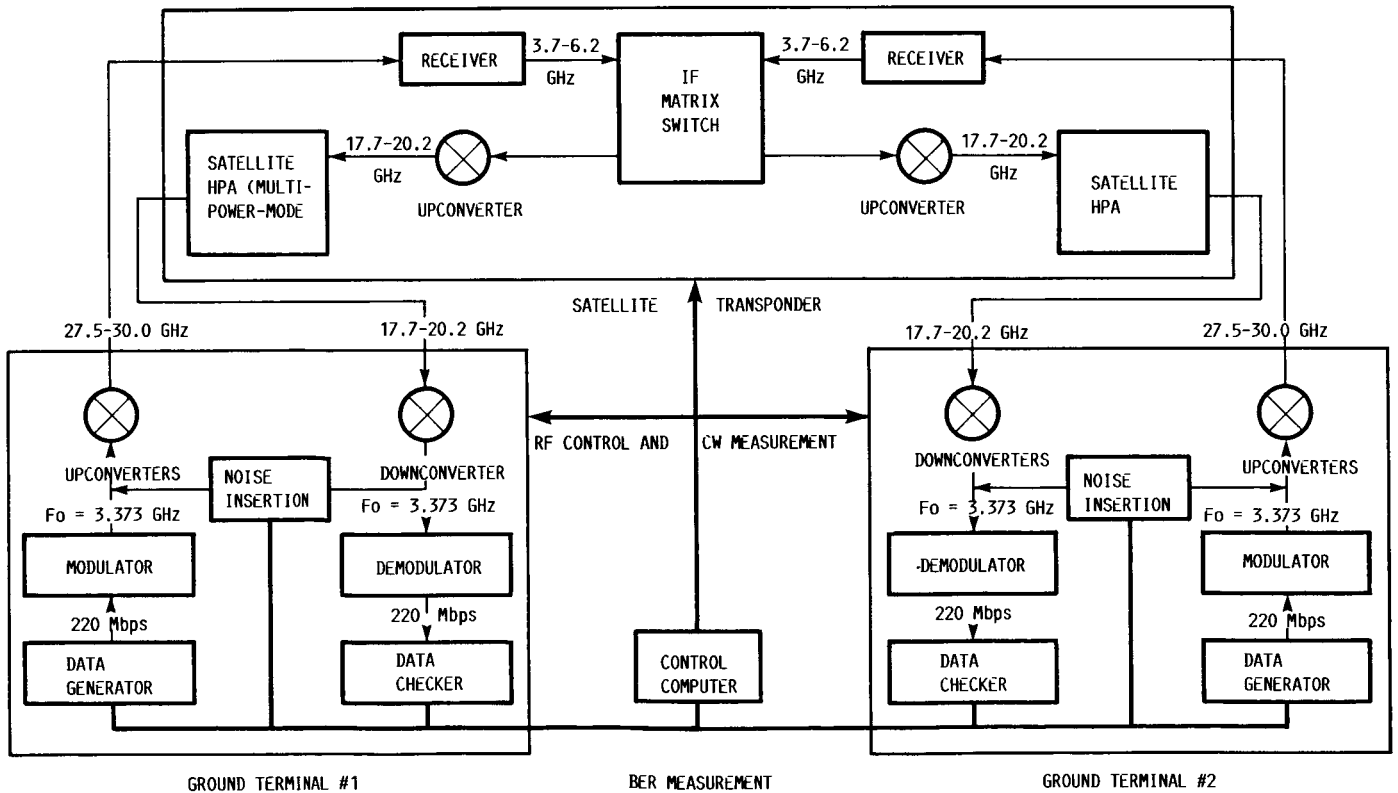 RECEIVER
3.7-6.2
GHz
IF
MATRIX
SWITCH
3.7-6.2
GHz
RECEIVER
SATELLITE
HPA (MULTI-
POWER-MODE
17.7-20.2
GHz
UPCONVERTER
UPCONVERTER
17.7-20.2
GHz
SATELLITE
HPA
SATELLITE TRANSPONDER
27.5-30.0 GHz
17.7-20.2 GHz
17.7-20.2 GHz
27.5-30.0 GHz
RF CONTROL AND CW MEASUREMENT
UPCONVERTERS
NOISE
INSERTION
DOWNCONVERTER
Fo = 3.373 GHz
Fo = 3.373 GHz
MODULATOR
DEMODULATOR
220 Mbps
220 Mbps
DATA
GENERATOR
DATA
CHECKER
CONTROL
COMPUTER
DOWNCONVERTERS
NOISE
INSERTION
UPCONVERTERS
Fo = 3.373 GHz
Fo = 3.373 GHz
DEMODULATOR
MODULATOR
220 Mbps
220 Mbps
DATA
CHECKER
DATA
GENERATOR
GROUND TERMINAL #1
BER MEASUREMENT
GROUND TERMINAL #2